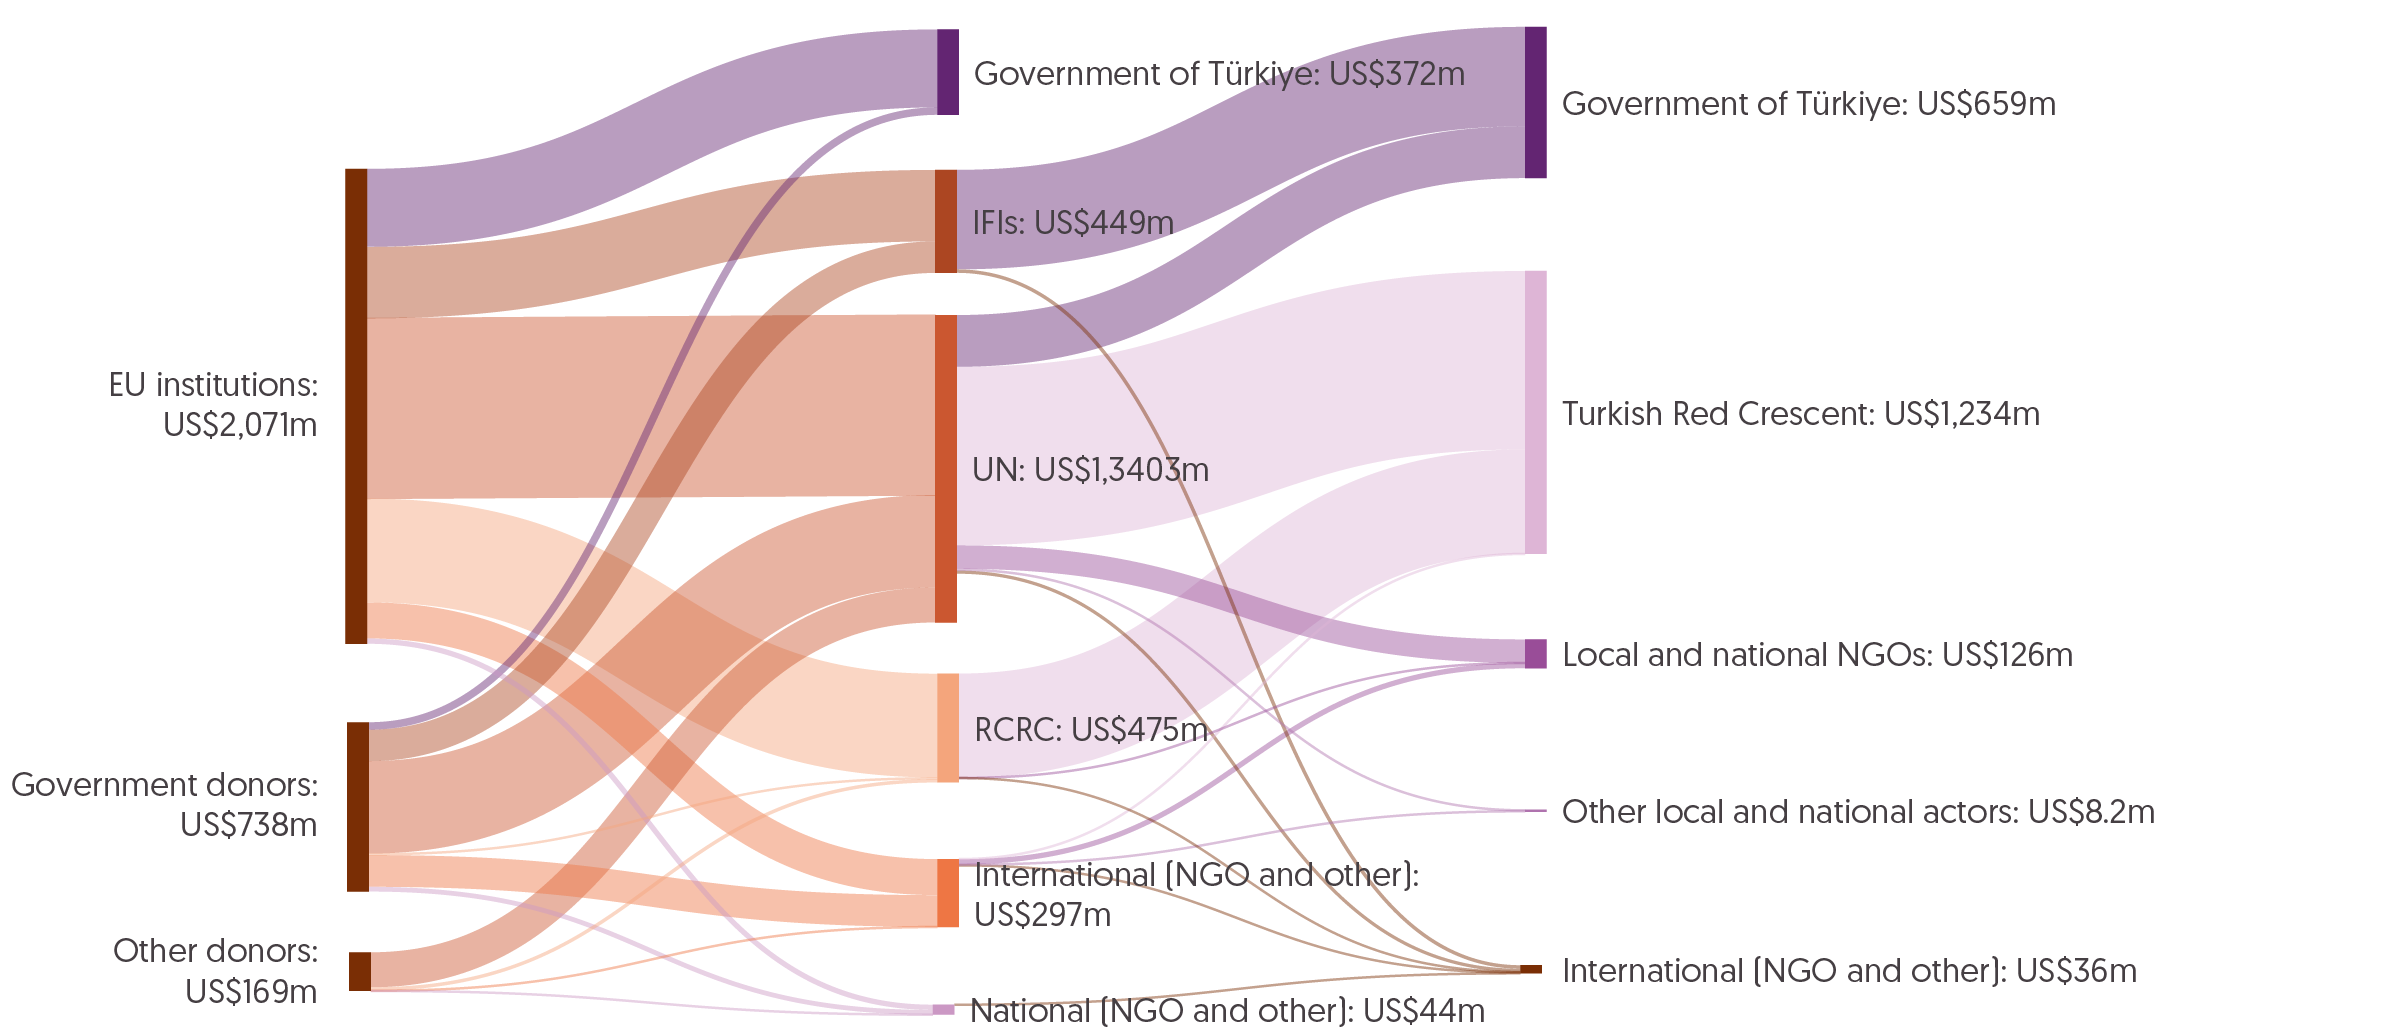 EU institutions:
US$2,071m
Government donors:
US$738m
Other donors:
US$169m
Government of Türkiye: US$372m
IFIs: US$449m
UN: US$1,3403m
RCRC: US$475m
International (NGO and other):
US$297m
National (NGO and other): US$44m
Government of Türkiye: US$659m
Turkish Red Crescent: US$1,234m
Local and national NGOs: US$126m
Other local and national actors: US$8.2m
International (NGO and other): US$36m